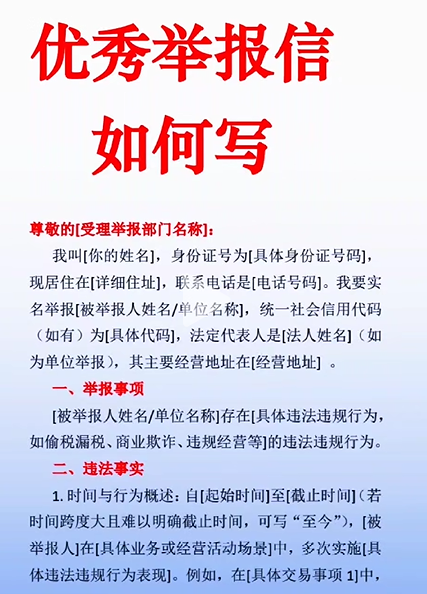 优秀举报信
如何写
尊敬的[受理举报部门名称]:
我叫[你的姓名]，身份证号为[具体身份证号码]，
现居住在[详细住址]，联系电话是[电话号码]。我要实
名举报[被举报人姓名/单位名称]，统一社会信用代码
（如有）为[具体代码]，法定代表人是[法人姓名]（如
为单位举报），其主要经营地址在[经营地址] 。
一、举报事项
[被举报人姓名/单位名称]存在[具体违法违规行为，
如偷税漏税、商业欺诈、违规经营等]的违法违规行为。
二、违法事实
1. 时间与行为概述：自[起始时间]至[截止时间]（若
时间跨度大且难以明确截止时间，可写“至今”），[被
举报人]在[具体业务或经营活动场景]中，多次实施[具
体违法违规行为表现]。例如，在[具体交易事项 1]中，